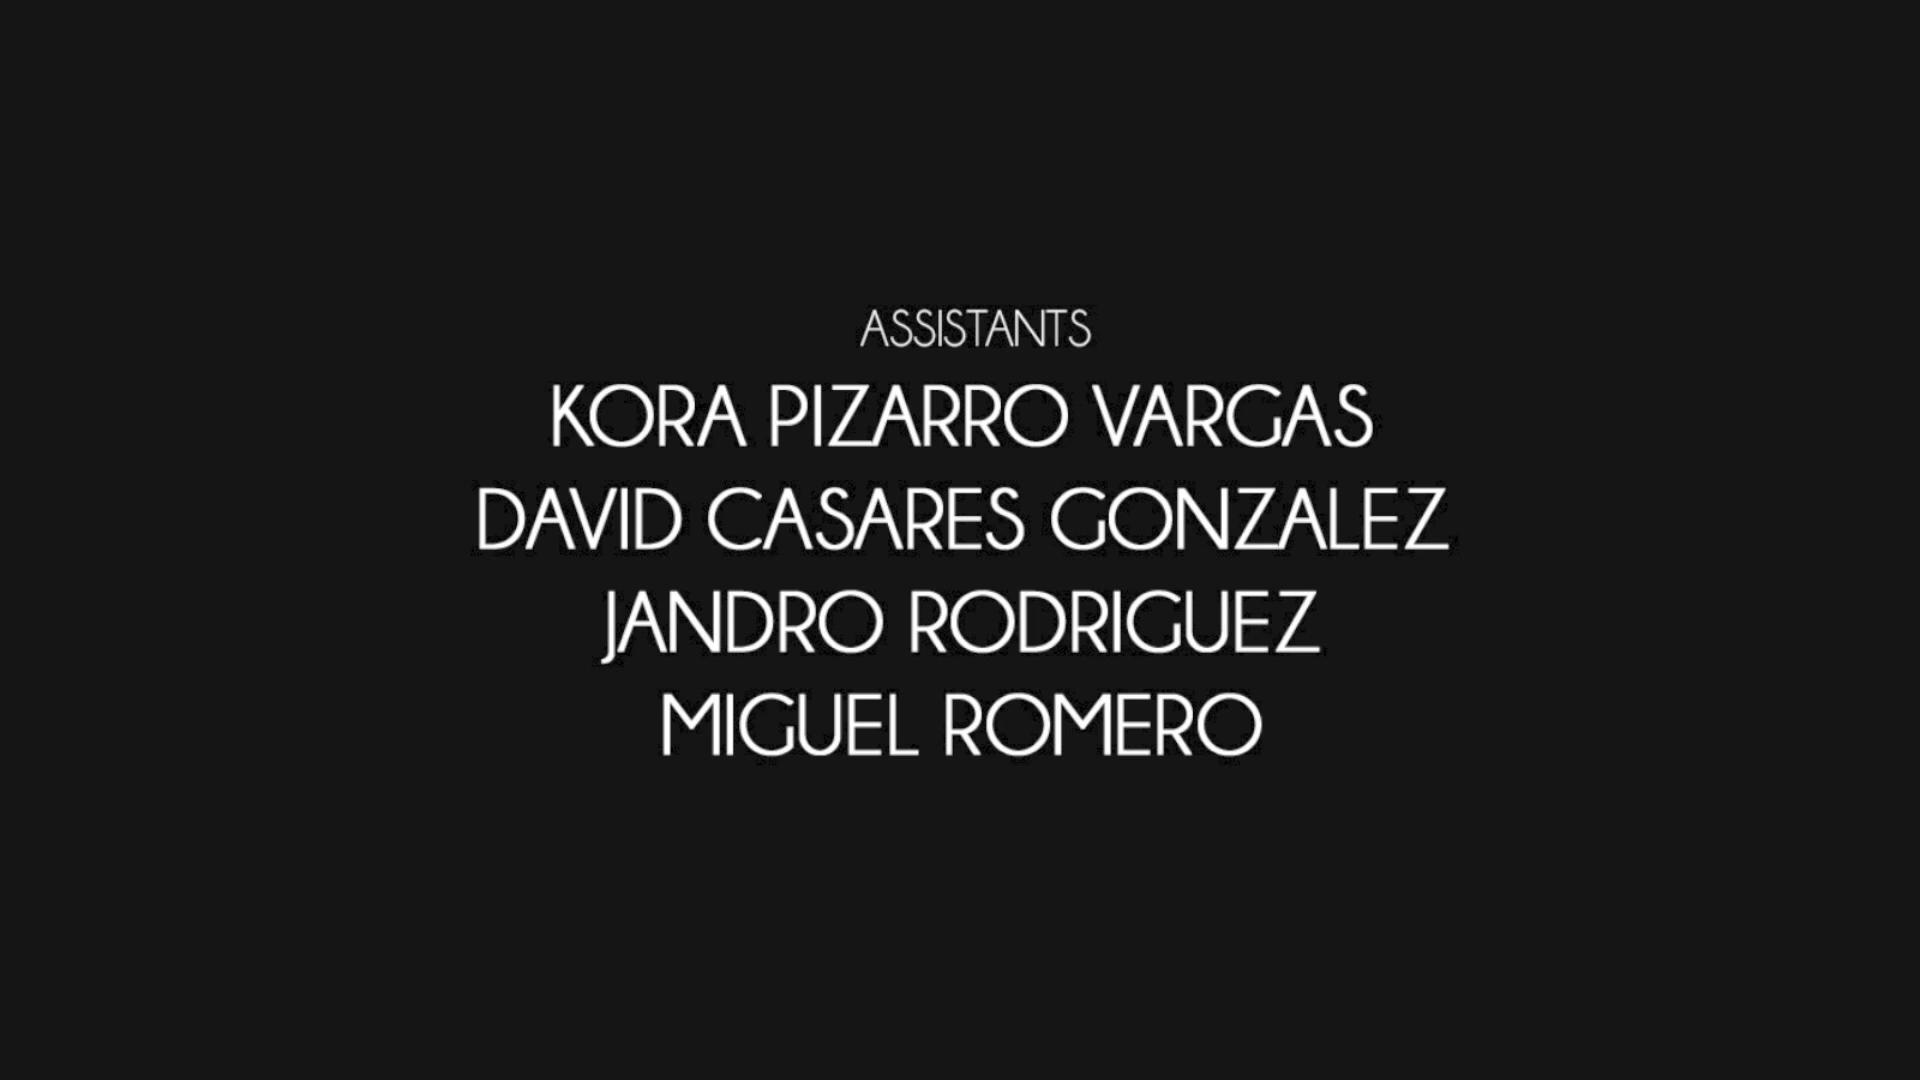 ASSISTANTS
KORA PIZARRO VARGAS
DAVID CASARES GONZALEZ
JANDRO RODRIGUEZ
MIGUEL ROMERO